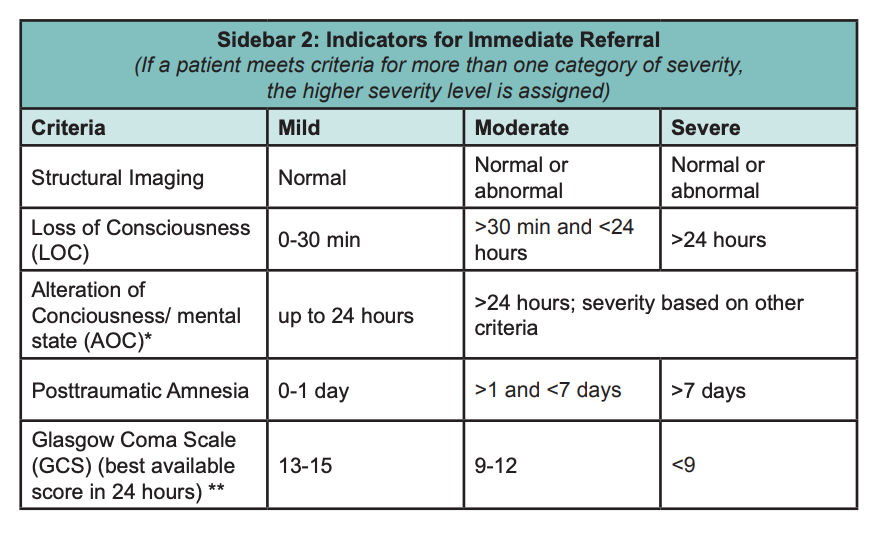 Sidebar 2: Indicators for Immediate Referral
(If a patient meets criteria for more than one category of severity,
the higher severity level is assigned)
Criteria Mild Moderate Severe
Structural Imaging Normal Normal or
abnormal Normal or
abnormal
Loss of Consciousness
(LOC) 0-30 min >30 min and <24
hours >24 hours
Alteration of
Conciousness/ mental
state (AOC)* up to 24 hours >24 hours; severity based on other
criteria
Posttraumatic Amnesia 0-1 day >1 and <7 days >7 days
Glasgow Coma Scale
(GCS) (best available
score in 24 hours) ** 13-15 9-12 <9